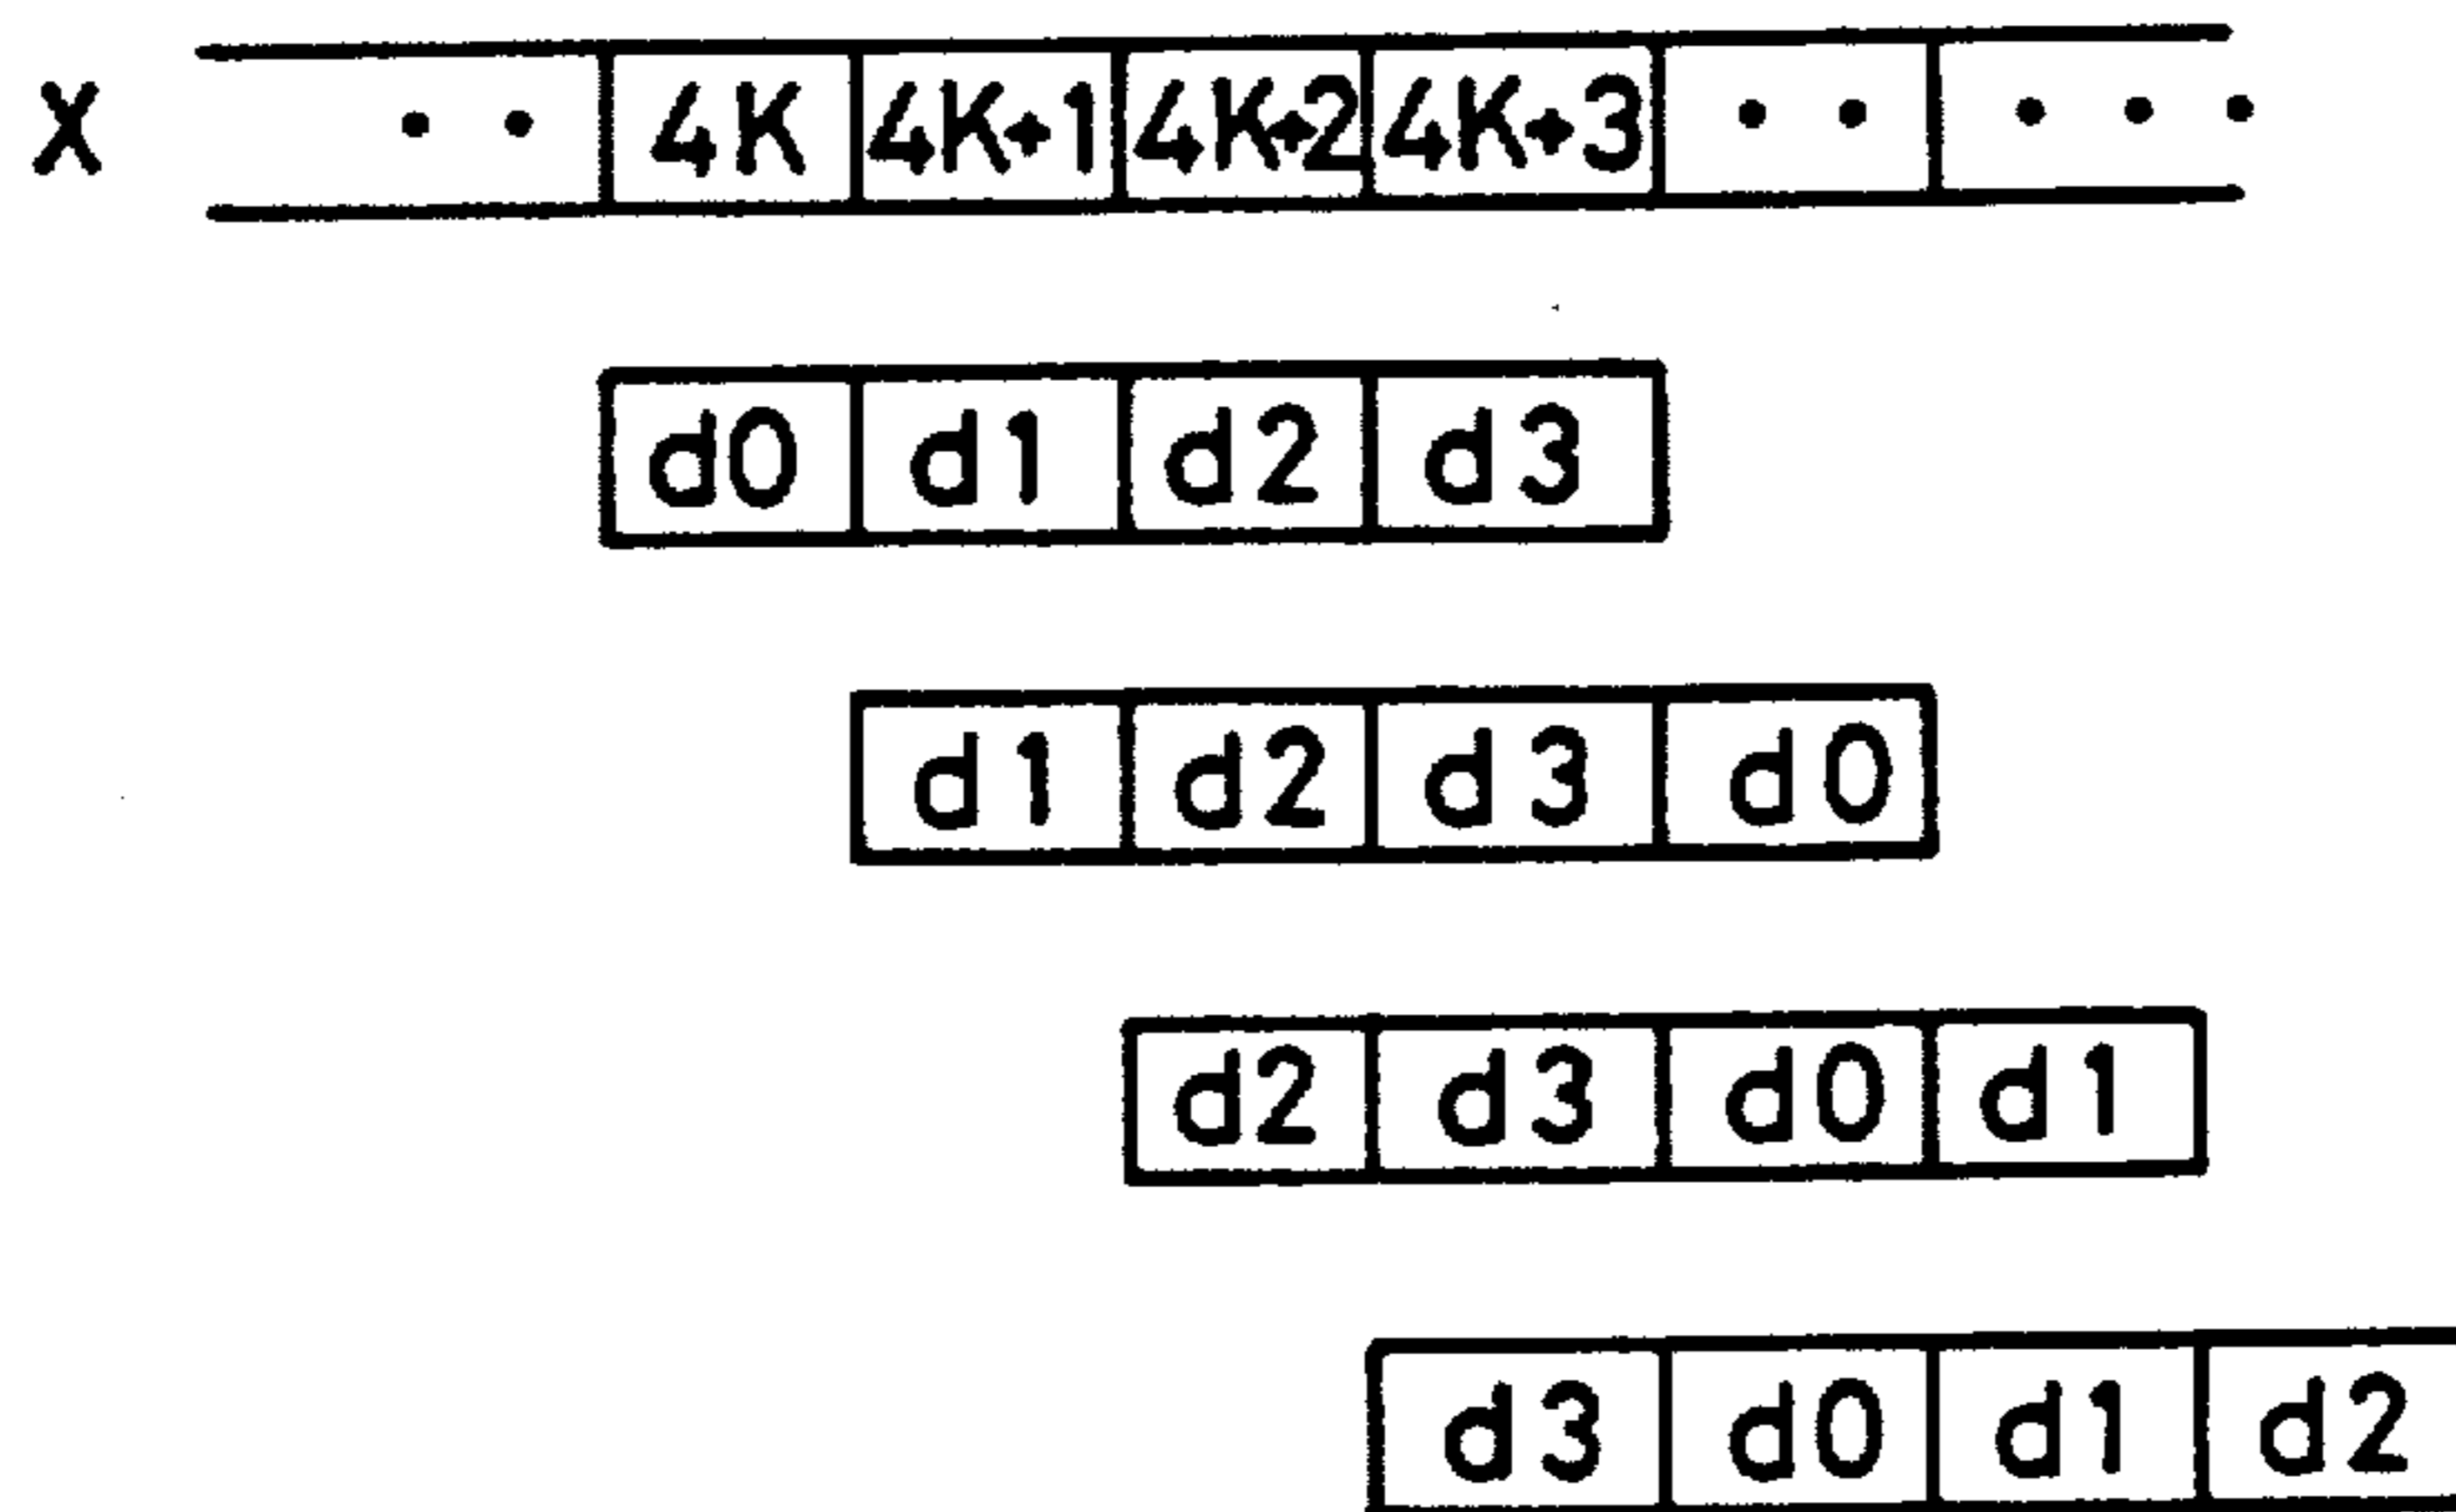 X . . 4K 4K+1 4K+2 4K+3 . . . . .
d0 d1 d2 d3
d1 d2 d3 d0
d2 d3 d0 d1
d3 d0 d1 d2